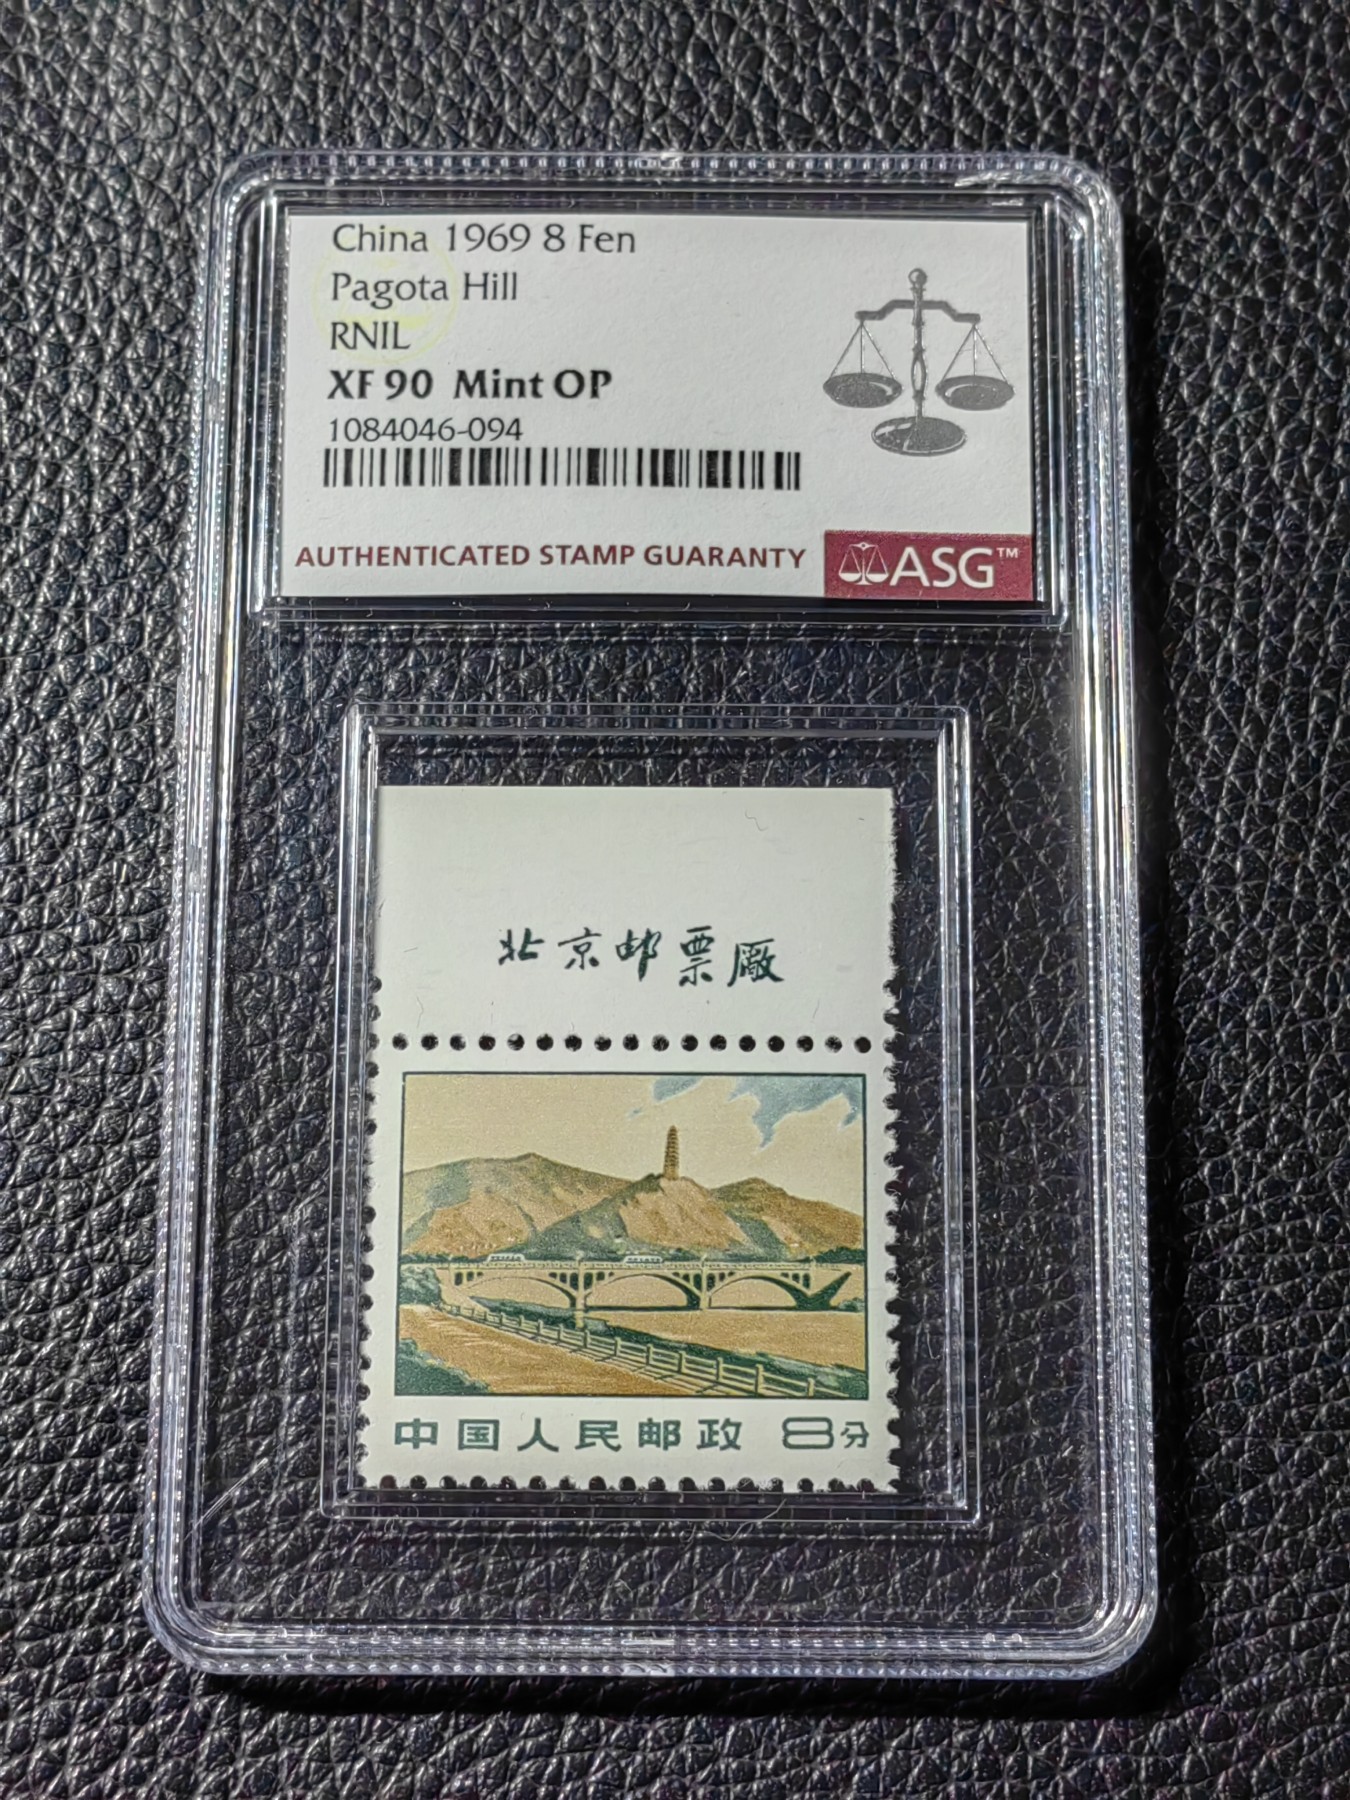 China 1969 8 Fen
Pagota Hill
RNIL
XF 90 Mint OP
1084046-094
AUTHENTICATED STAMP GUARANTY
ASG™
北京邮票廠
中国人民邮政 8分